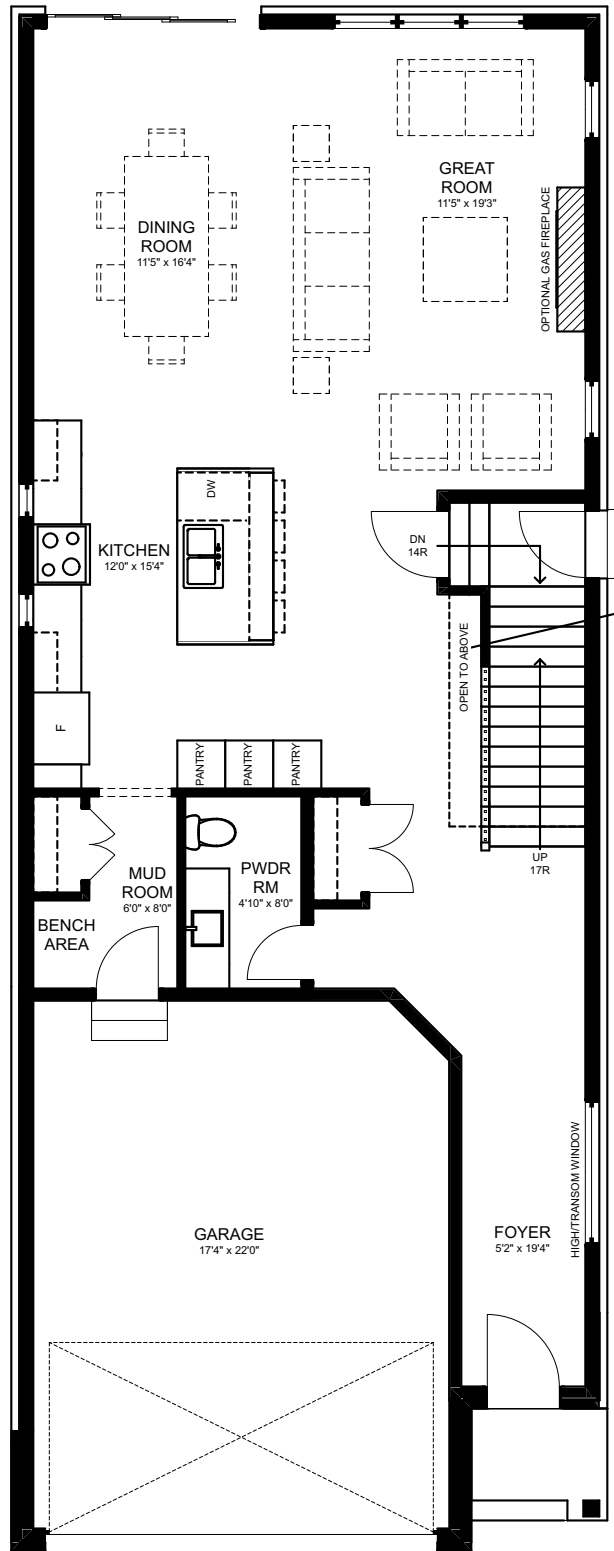 GREAT
ROOM
11'5" x 19'3"
DINING
ROOM
11'5" x 16'4"
OPTIONAL GAS FIREPLACE
DW
KITCHEN
12'0" x 15'4"
DN
14R
OPEN TO ABOVE
F
PANTRY
PANTRY
PANTRY
UP
17R
MUD
ROOM
6'0" x 8'0"
PWDR
RM
4'10" x 8'0"
BENCH
AREA
HIGH/TRANSOM WINDOW
GARAGE
17'4" x 22'0"
FOYER
5'2" x 19'4"